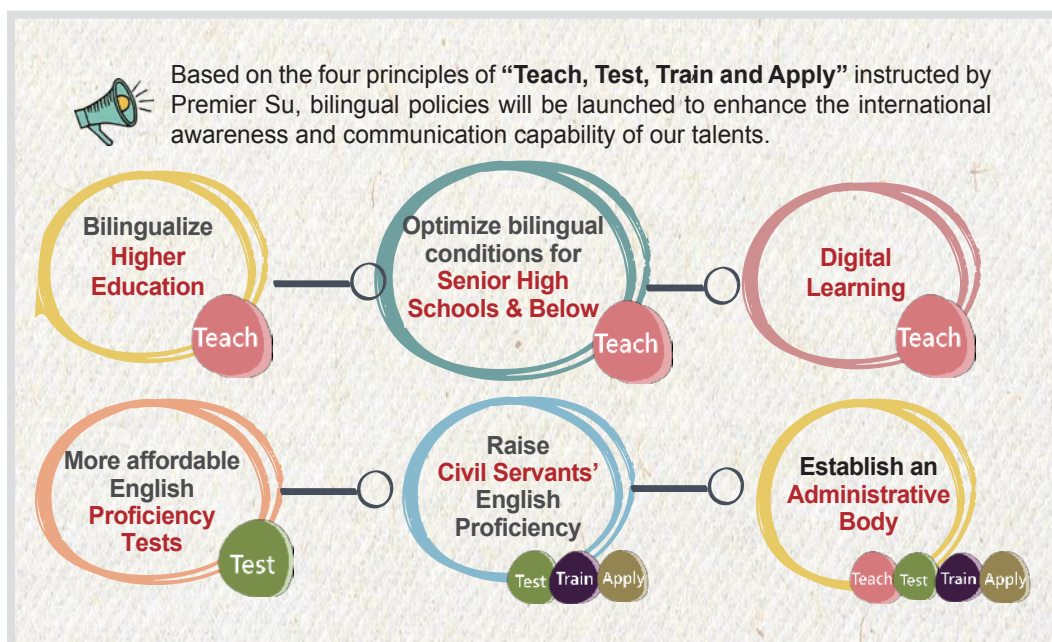 Based on the four principles of “Teach, Test, Train and Apply” instructed by
Premier Su, bilingual policies will be launched to enhance the international
awareness and communication capability of our talents.
Bilingualize
Higher
Education
Teach
Optimize bilingual
conditions for
Senior High
Schools & Below
Teach
Digital
Learning
Teach
More affordable
English
Proficiency
Tests
Test
Raise
Civil Servants’
English
Proficiency
Test Train Apply
Establish an
Administrative
Body
Teach Test Train Apply